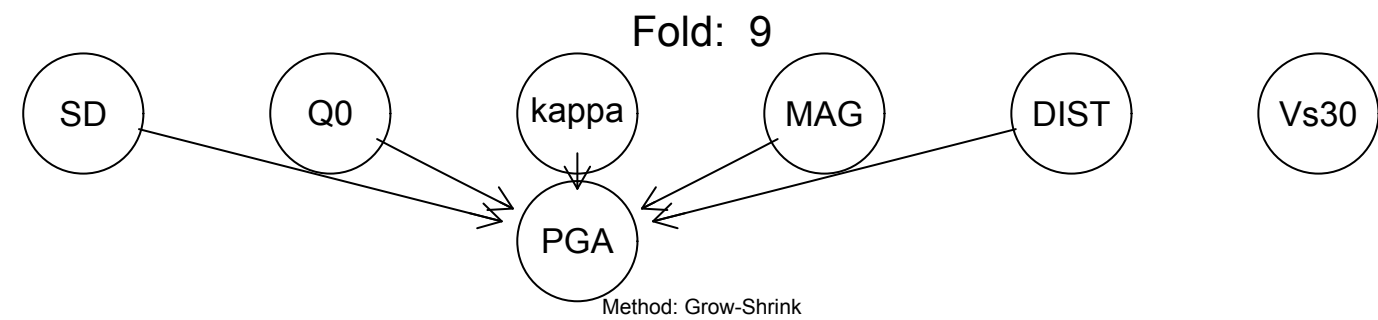 Fold: 9
SD Q0 kappa MAG DIST Vs30
PGA
Method: Grow-Shrink